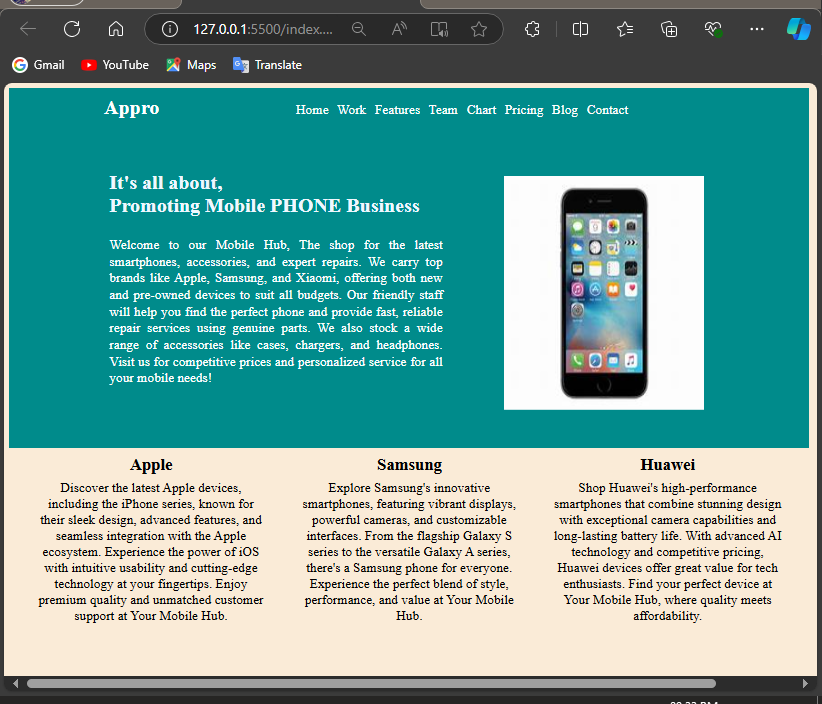 127.0.0.1:5500/index....
Gmail YouTube Maps Translate
Appro
Home Work Features Team Chart Pricing Blog Contact
It's all about,
Promoting Mobile PHONE Business
Welcome to our Mobile Hub, The shop for the latest
smartphones, accessories, and expert repairs. We carry top
brands like Apple, Samsung, and Xiaomi, offering both new
and pre-owned devices to suit all budgets. Our friendly staff
will help you find the perfect phone and provide fast, reliable
repair services using genuine parts. We also stock a wide
range of accessories like cases, chargers, and headphones.
Visit us for competitive prices and personalized service for all
your mobile needs!
Apple
Discover the latest Apple devices,
including the iPhone series, known for
their sleek design, advanced features, and
seamless integration with the Apple
ecosystem. Experience the power of iOS
with intuitive usability and cutting-edge
technology at your fingertips. Enjoy
premium quality and unmatched customer
support at Your Mobile Hub.
Samsung
Explore Samsung's innovative
smartphones, featuring vibrant displays,
powerful cameras, and customizable
interfaces. From the flagship Galaxy S
series to the versatile Galaxy A series,
there's a Samsung phone for everyone.
Experience the perfect blend of style,
performance, and value at Your Mobile
Hub.
Huawei
Shop Huawei's high-performance
smartphones that combine stunning design
with exceptional camera capabilities and
long-lasting battery life. With advanced AI
technology and competitive pricing,
Huawei devices offer great value for tech
enthusiasts. Find your perfect device at
Your Mobile Hub, where quality meets
affordability.